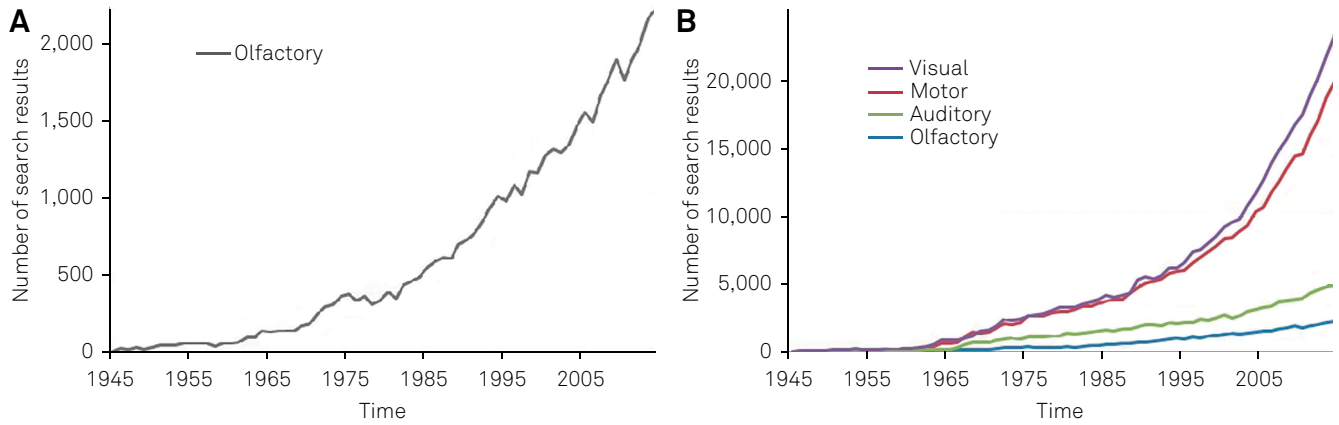 A
Number of search results
2,000
1,500
1,000
500
0
Olfactory
1945 1955 1965 1975 1985 1995 2005
Time
B
Number of search results
20,000
15,000
10,000
5,000
0
Visual
Motor
Auditory
Olfactory
1945 1955 1965 1975 1985 1995 2005
Time